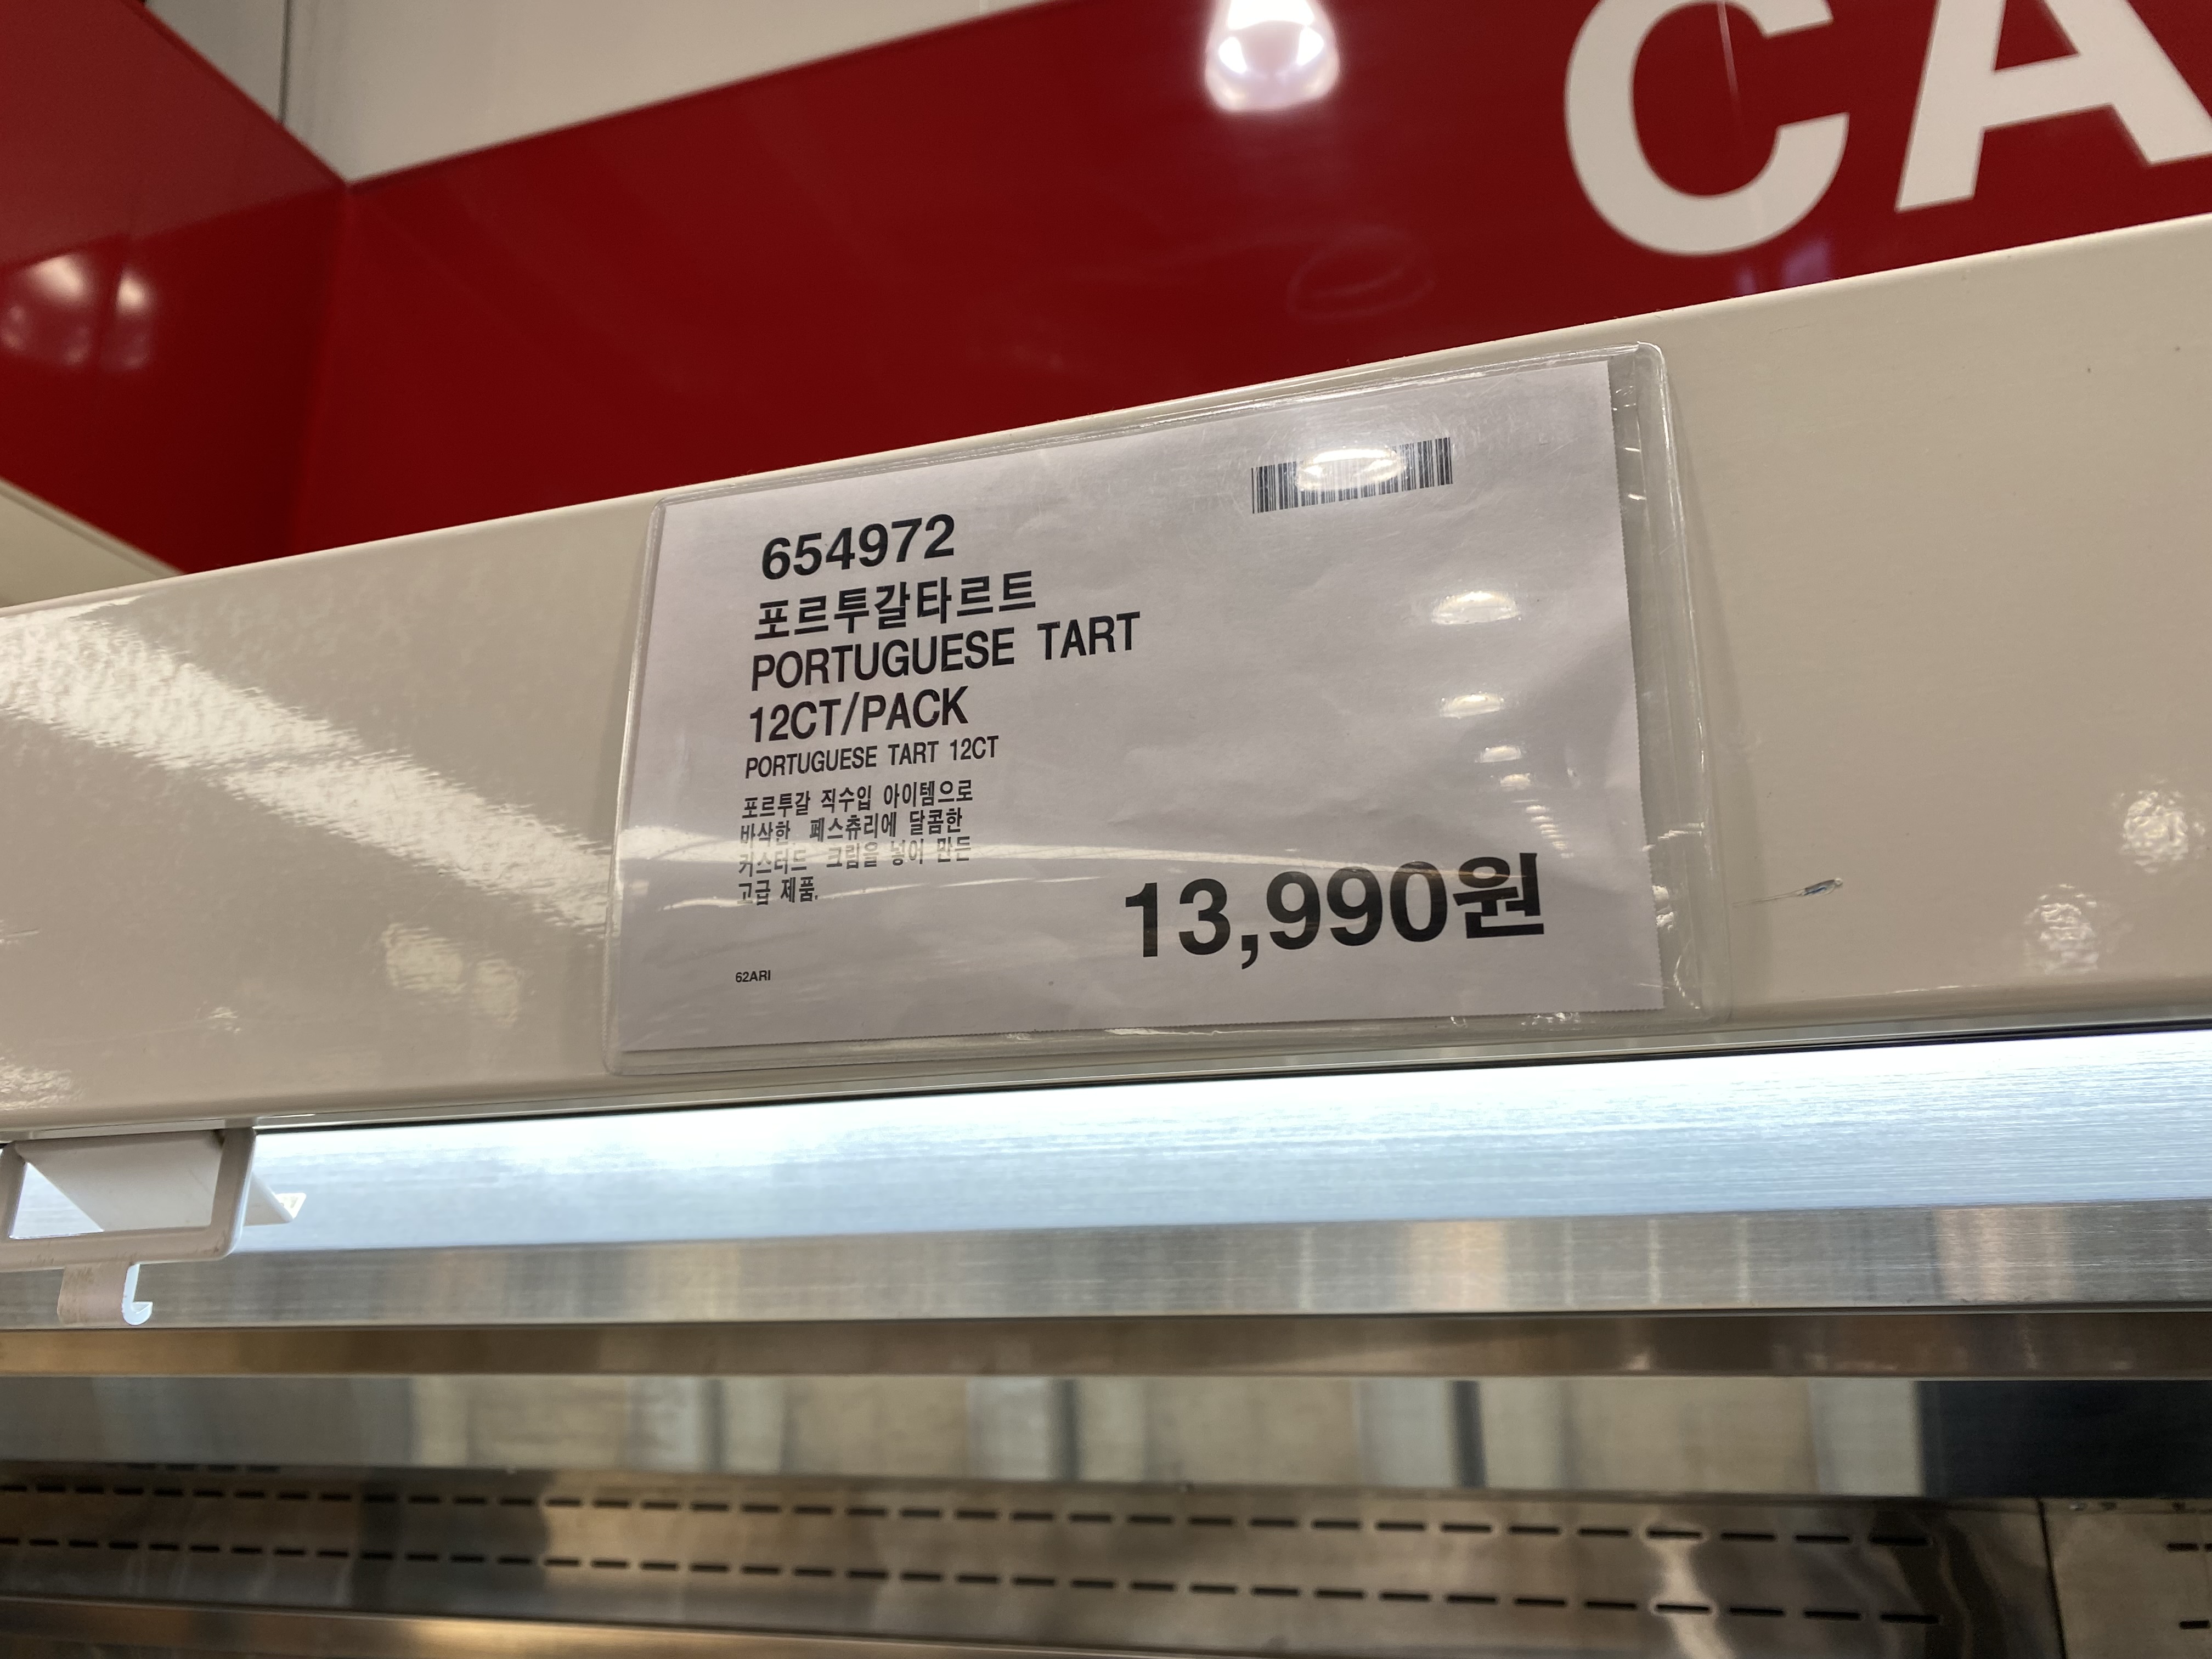 CA
654972
포르투갈타르트
PORTUGUESE TART
12CT/PACK
PORTUGUESE TART 12CT
포르투갈 직수입 아이템으로
바삭한 페스츄리에 달콤한
커스터드 크림을 넣어 만든
고급 제품.
13,990원
62ARI